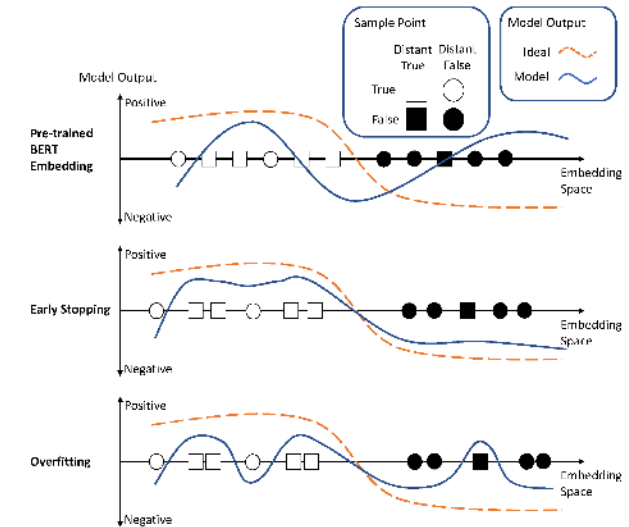 Sample Point
Distant True
Distant False
True
False
Model Output
Ideal
Model
Model Output
Positive
Pre-trained BERT Embedding
Embedding Space
Negative
Positive
Early Stopping
Embedding Space
Negative
Positive
Overfitting
Embedding Space
Negative